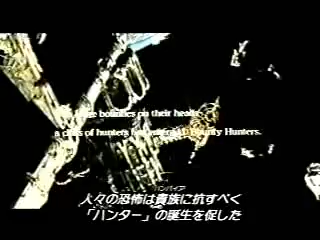 bounties on their heads,
a class of hunters Bounty Hunters.
バンパイア
人々の恐怖は貴族に抗すべく
「ハンター」の誕生を促した